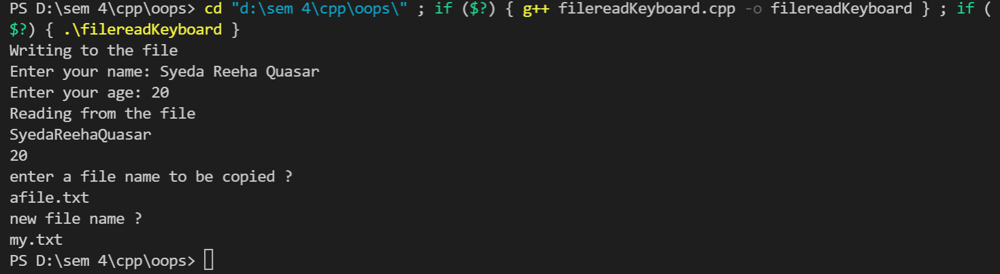 PS D:\sem 4\cpp\oops> cd "d:\sem 4\cpp\oops\" ; if ($?) { g++ filereadKeyboard.cpp -o filereadKeyboard } ; if (
$?) { .\filereadKeyboard }
Writing to the file
Enter your name: Syeda Reeha Quasar
Enter your age: 20
Reading from the file
SyedaReehaQuasar
20
enter a file name to be copied ?
afile.txt
new file name ?
my.txt
PS D:\sem 4\cpp\oops>